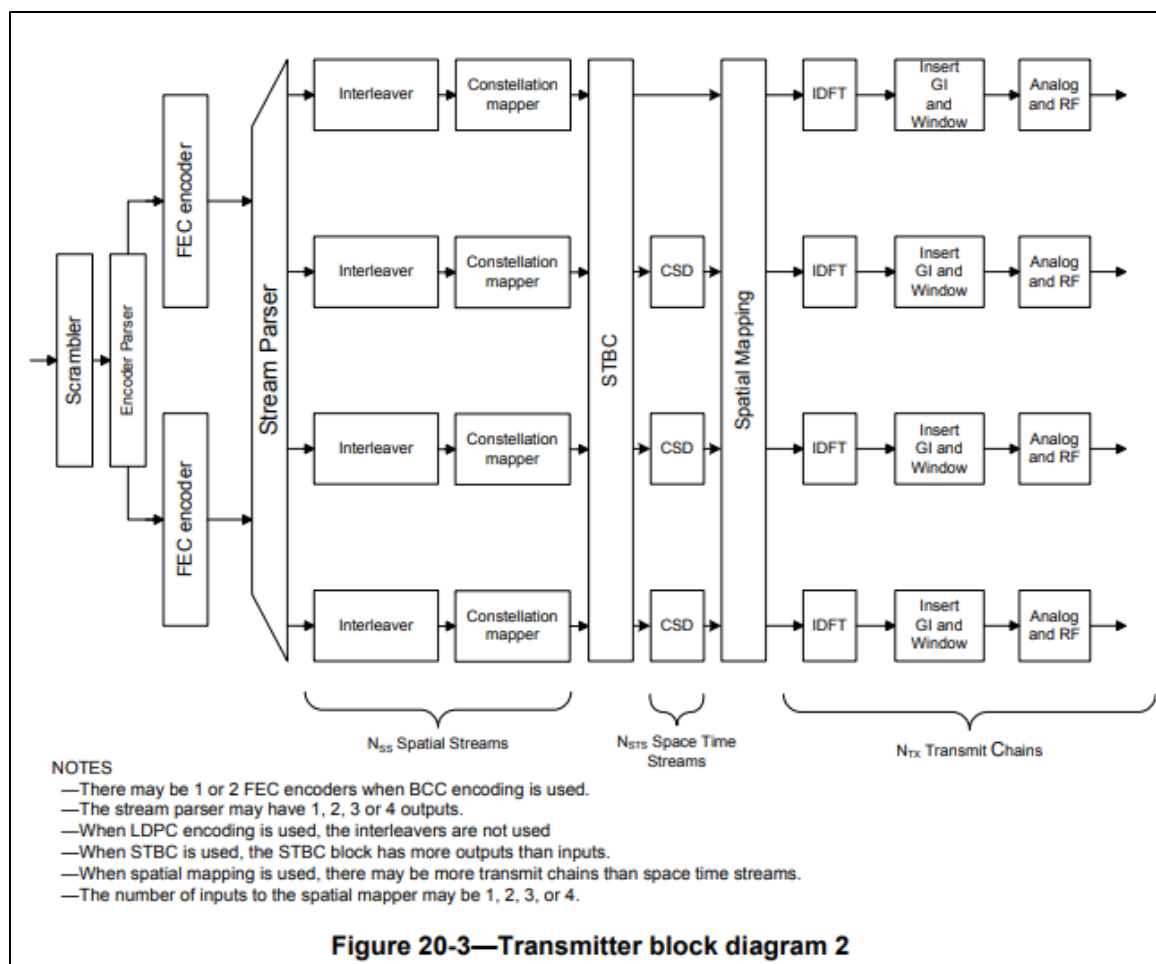 Scrambler
Encoder Parser
FEC encoder
FEC encoder
Stream Parser
Interleaver
Constellation
mapper
Interleaver
Constellation
mapper
Interleaver
Constellation
mapper
Interleaver
Constellation
mapper
STBC
CSD
CSD
CSD
Spatial Mapping
IDFT
Insert
GI
and
Window
Analog
and RF
IDFT
Insert
GI and
Window
Analog
and RF
IDFT
Insert
GI and
Window
Analog
and RF
IDFT
Insert
GI and
Window
Analog
and RF
NSS Spatial Streams
NSTS Space Time
Streams
NTX Transmit Chains
NOTES
—There may be 1 or 2 FEC encoders when BCC encoding is used.
—The stream parser may have 1, 2, 3 or 4 outputs.
—When LDPC encoding is used, the interleavers are not used
—When STBC is used, the STBC block has more outputs than inputs.
—When spatial mapping is used, there may be more transmit chains than space time streams.
—The number of inputs to the spatial mapper may be 1, 2, 3, or 4.
Figure 20-3—Transmitter block diagram 2